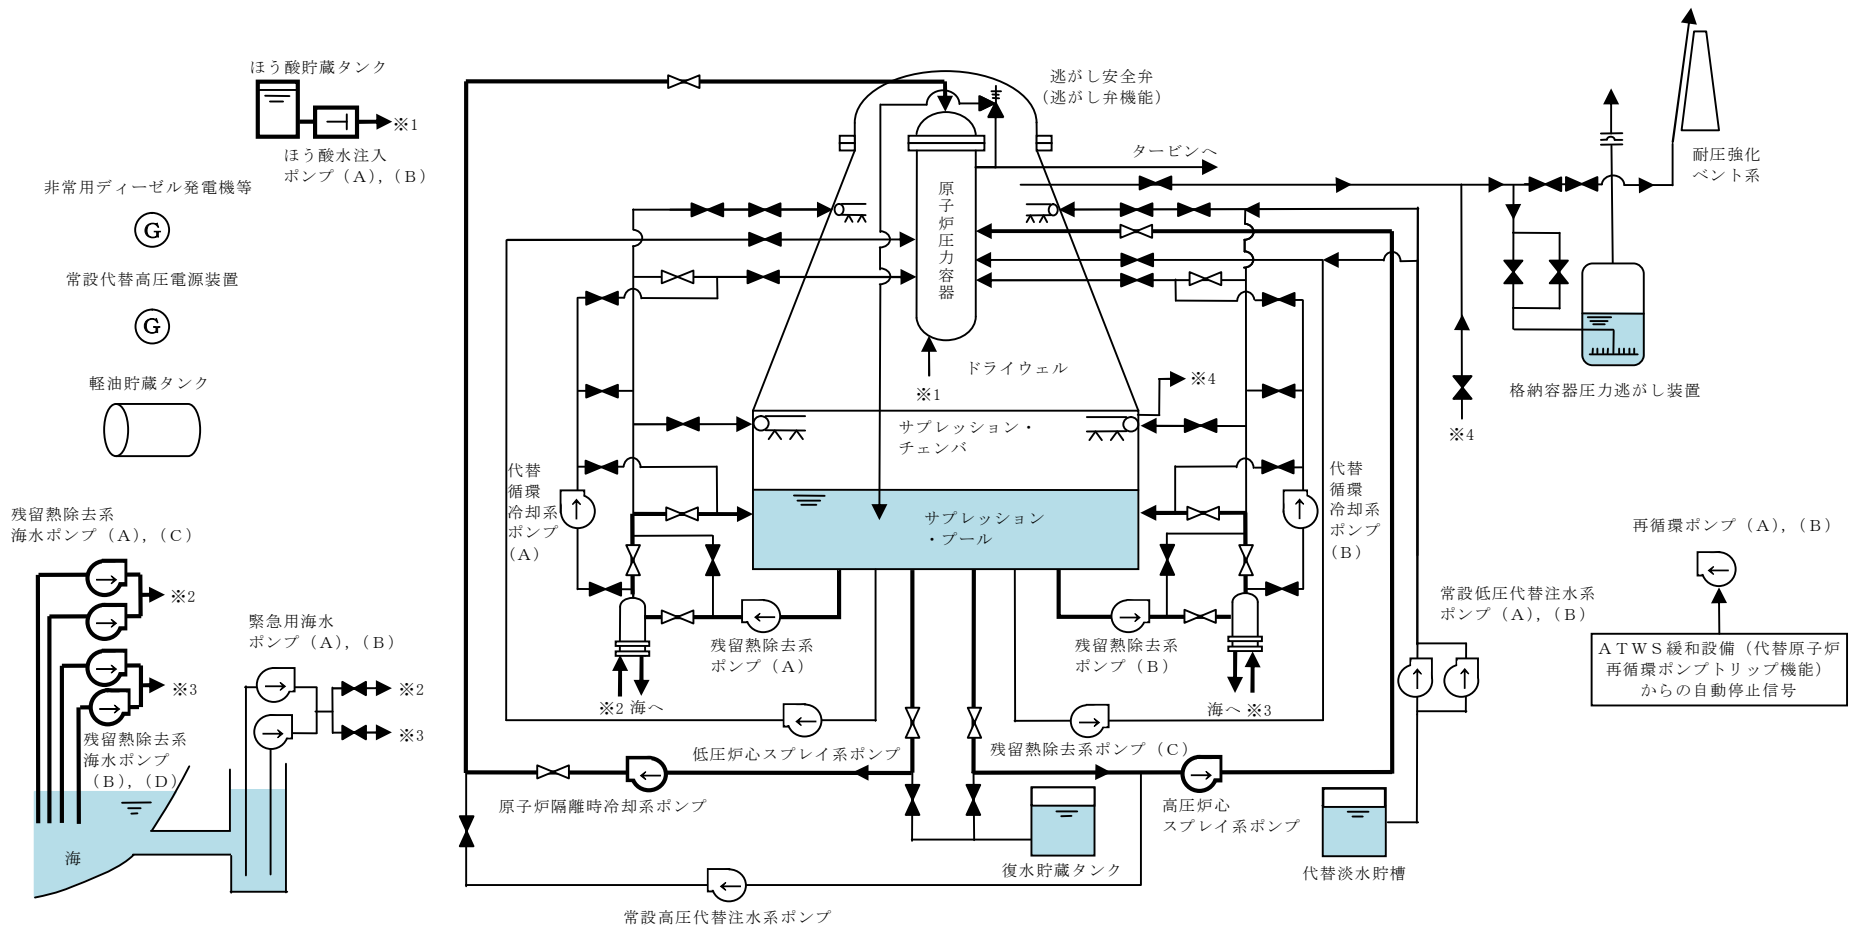 ほう酸貯蔵タンク
※1
ほう酸水注入
ポンプ（A），（B）
非常用ディーゼル発電機等
G
常設代替高圧電源装置
G
軽油貯蔵タンク
残留熱除去系
海水ポンプ（A），（C）
※2
※3
残留熱除去系
海水ポンプ
（B），（D）
海
緊急用海水
ポンプ（A），（B）
※2
※3
逃がし安全弁
（逃がし弁機能）
タービンへ
原子炉圧力容器
※1
ドライウェル
※4
サプレッション・
チェンバ
サプレッション
・プール
代替
循環
冷却系
ポンプ
（A）
代替
循環
冷却系
ポンプ
（B）
残留熱除去系
ポンプ（A）
残留熱除去系
ポンプ（B）
※2 海へ
海へ ※3
低圧炉心スプレイ系ポンプ
残留熱除去系ポンプ（C）
原子炉隔離時冷却系ポンプ
高圧炉心
スプレイ系ポンプ
復水貯蔵タンク
常設高圧代替注水系ポンプ
代替淡水貯槽
常設低圧代替注水系
ポンプ（A），（B）
耐圧強化
ベント系
格納容器圧力逃がし装置
※4
再循環ポンプ（A），（B）
ＡＴＷＳ緩和設備（代替原子炉
再循環ポンプトリップ機能）
からの自動停止信号